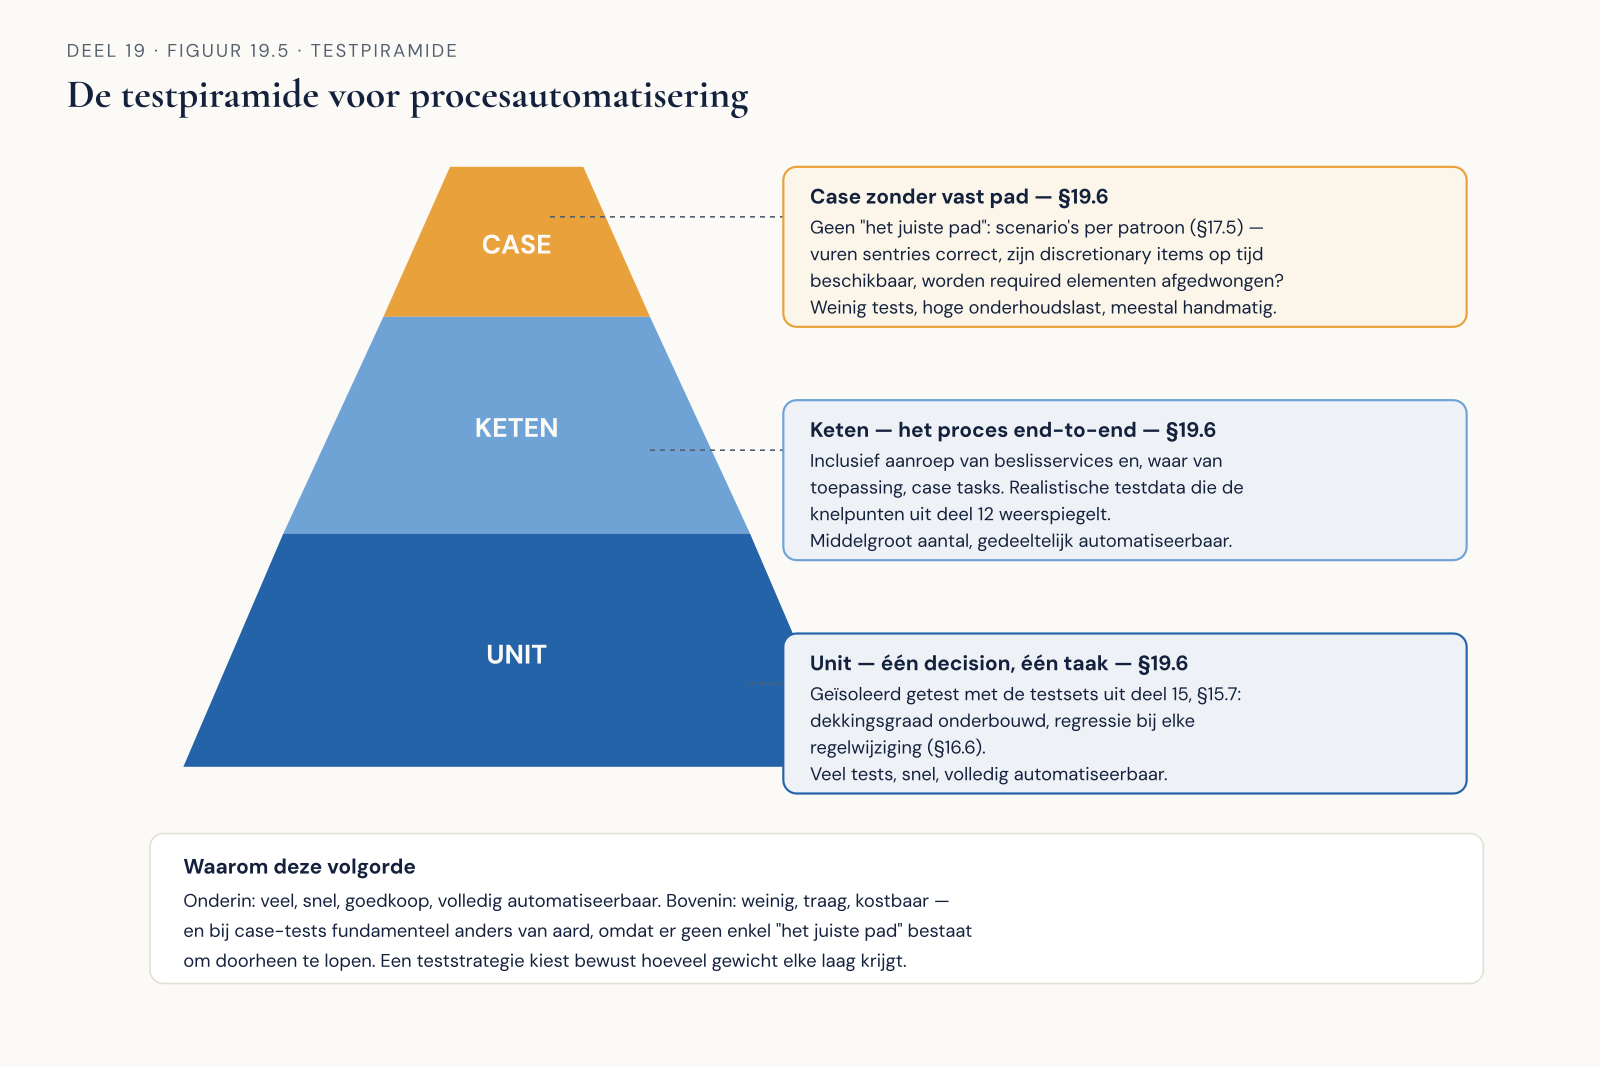 DEEL 19 · FIGUUR 19.5 · TESTPIRAMIDE
De testpiramide voor procesautomatisering
CASE
Case zonder vast pad — §19.6
Geen "het juiste pad": scenario's per patroon (§17.5) —
vuren sentries correct, zijn discretionary items op tijd
beschikbaar, worden required elementen afgedwongen?
Weinig tests, hoge onderhoudslast, meestal handmatig.
KETEN
Keten — het proces end-to-end — §19.6
Inclusief aanroep van beslisservices en, waar van
toepassing, case tasks. Realistische testdata die de
knelpunten uit deel 12 weerspiegelt.
Middelgroot aantal, gedeeltelijk automatiseerbaar.
UNIT
Unit — één decision, één taak — §19.6
Geïsoleerd getest met de testsets uit deel 15, §15.7:
dekkingsgraad onderbouwd, regressie bij elke
regelwijziging (§16.6).
Veel tests, snel, volledig automatiseerbaar.
Waarom deze volgorde
Onderin: veel, snel, goedkoop, volledig automatiseerbaar. Bovenin: weinig, traag, kostbaar —
en bij case-tests fundamenteel anders van aard, omdat er geen enkel "het juiste pad" bestaat
om doorheen te lopen. Een teststrategie kiest bewust hoeveel gewicht elke laag krijgt.